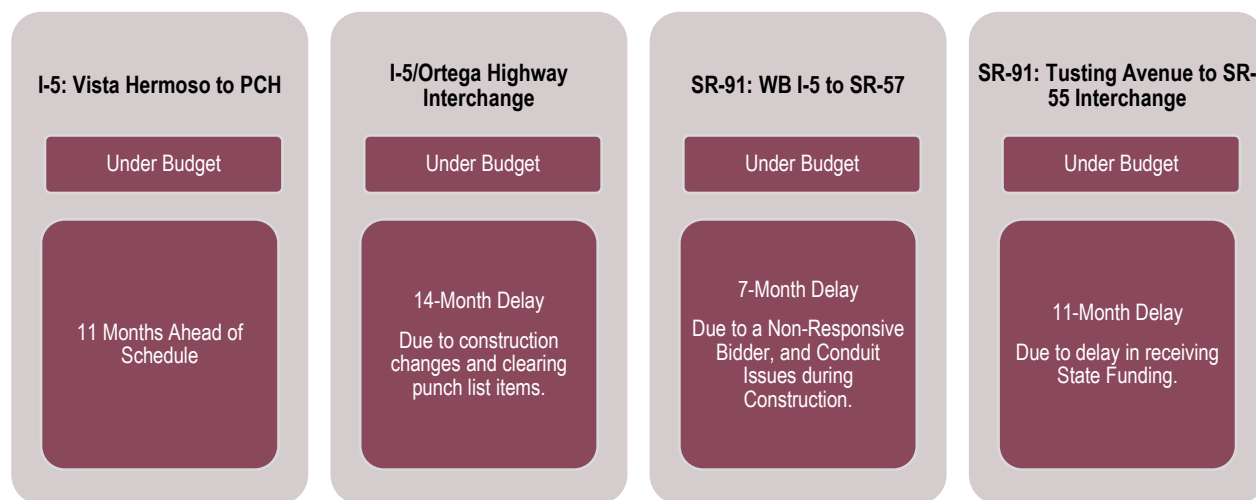 I-5: Vista Hermoso to PCH
Under Budget
11 Months Ahead of
Schedule
I-5/Ortega Highway
Interchange
Under Budget
14-Month Delay
Due to construction
changes and clearing
punch list items.
SR-91: WB I-5 to SR-57
Under Budget
7-Month Delay
Due to a Non-Responsive
Bidder, and Conduit
Issues during
Construction.
SR-91: Tusting Avenue to SR-
55 Interchange
Under Budget
11-Month Delay
Due to delay in receiving
State Funding.